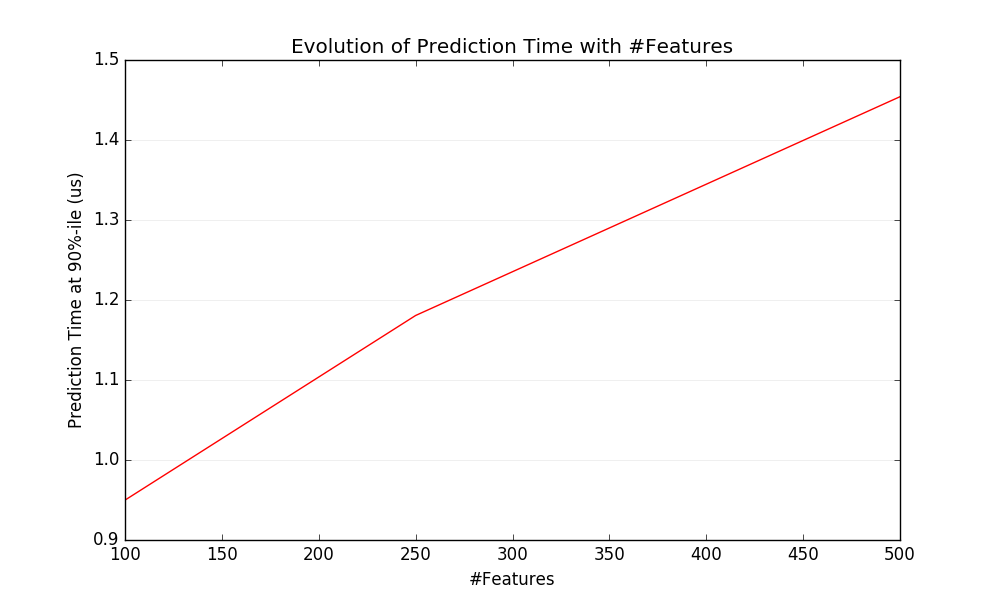 Evolution of Prediction Time with #Features
1.5
1.4
1.3
1.2
1.1
1.0
0.9
Prediction Time at 90%-ile (us)
100 150 200 250 300 350 400 450 500
#Features